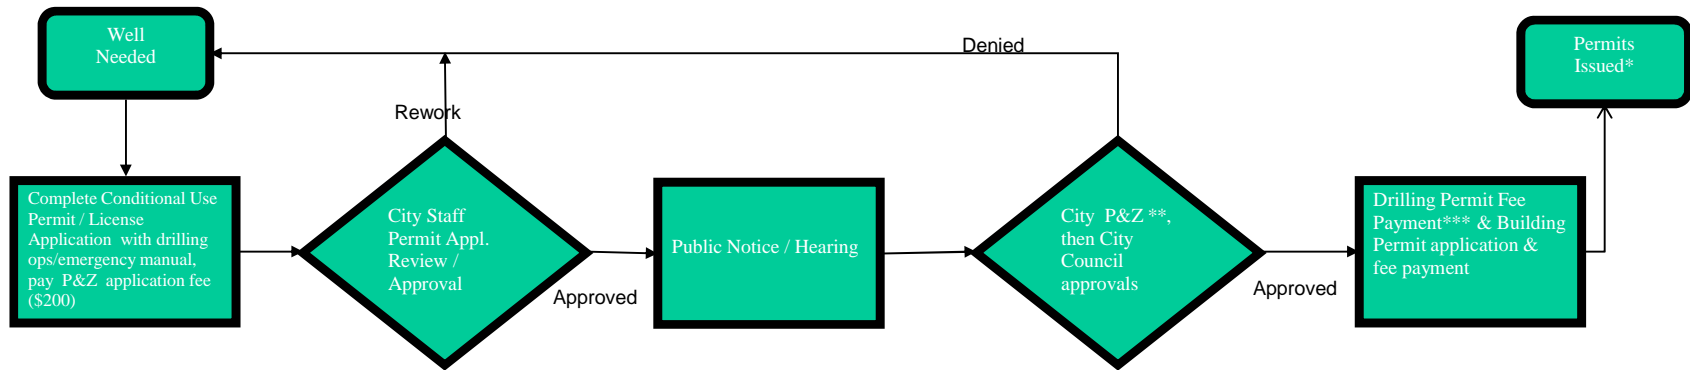 Well
Needed
Denied
Permits
Issued*
Rework
Complete Conditional Use
Permit / License
Application with drilling
ops/emergency manual,
pay P&Z application fee
($200)
City Staff
Permit Appl.
Review /
Approval
Approved
Public Notice / Hearing
City P&Z **,
then City
Council
approvals
Approved
Drilling Permit Fee
Payment*** & Building
Permit application &
fee payment